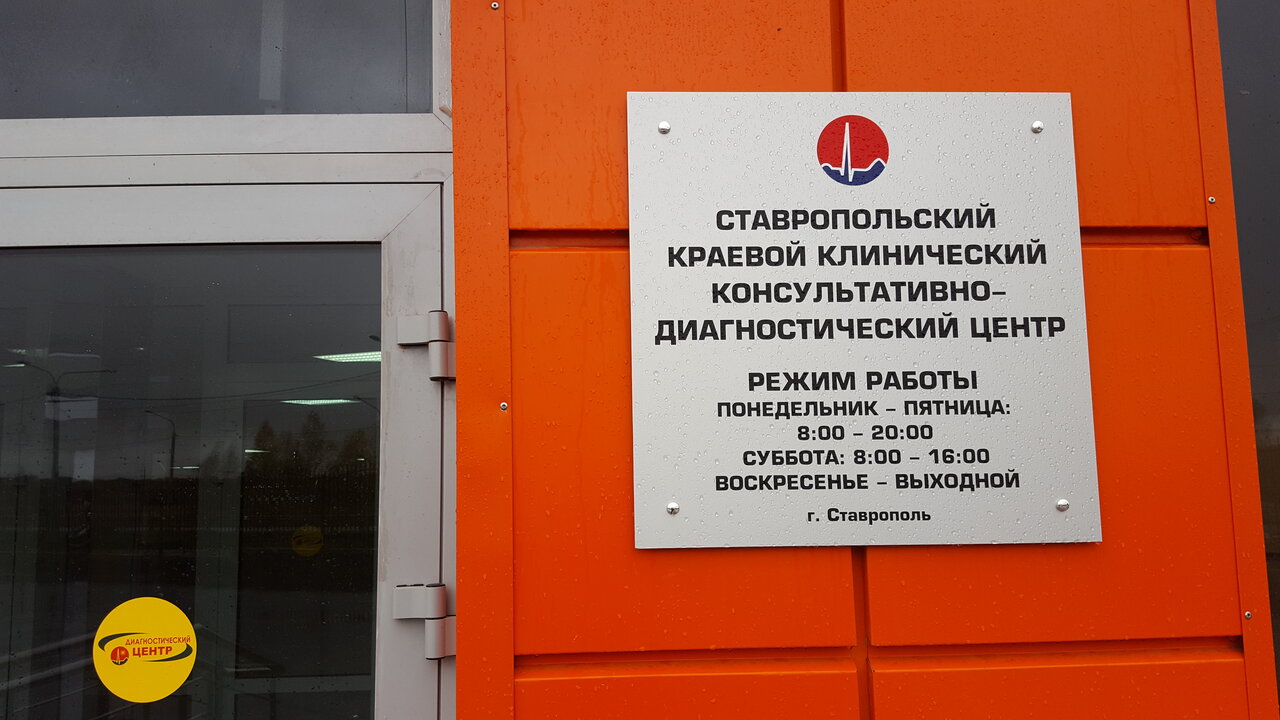 СТАВРОПОЛЬСКИЙ
КРАЕВОЙ КЛИНИЧЕСКИЙ
КОНСУЛЬТАТИВНО–
ДИАГНОСТИЧЕСКИЙ ЦЕНТР
РЕЖИМ РАБОТЫ
ПОНЕДЕЛЬНИК – ПЯТНИЦА:
8:00 – 20:00
СУББОТА: 8:00 – 16:00
ВОСКРЕСЕНЬЕ – ВЫХОДНОЙ
г. Ставрополь
ДИАГНОСТИЧЕСКИЙ
ЦЕНТР